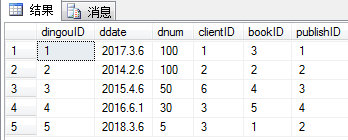 结果 消息
dingouID ddate dnum clientID bookID publishID
1 1 2017.3.6 100 1 3 1
2 2 2014.2.6 100 2 2 2
3 3 2015.4.6 50 6 4 3
4 4 2016.6.1 30 3 5 4
5 5 2018.3.6 5 3 1 2